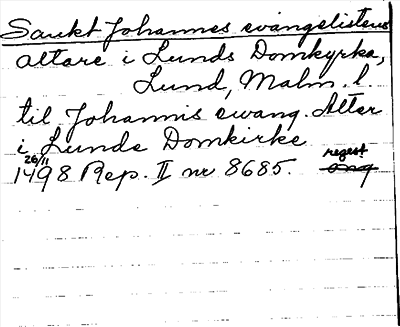 Sankt Johannes evangelistens
altare i Lunds Domkyrka,
Lund, Malm. l.
til Johannis ewang. Alter
i Lunde Domkirke
26/11
1498 Rep. II nr 8685. regest
orig